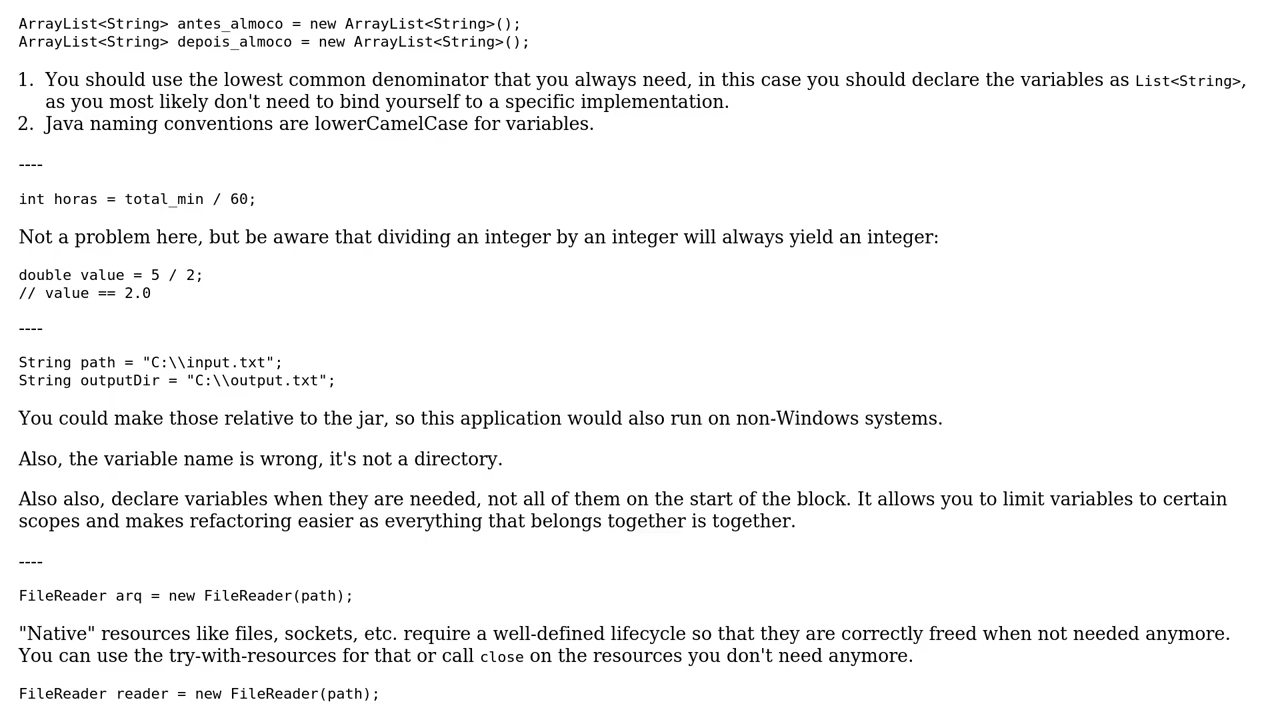 ArrayList<String> antes_almoco = new ArrayList<String>();
ArrayList<String> depois_almoco = new ArrayList<String>();
1. You should use the lowest common denominator that you always need, in this case you should declare the variables as List<String>,
as you most likely don't need to bind yourself to a specific implementation.
2. Java naming conventions are lowerCamelCase for variables.
----
int horas = total_min / 60;
Not a problem here, but be aware that dividing an integer by an integer will always yield an integer:
double value = 5 / 2;
// value == 2.0
----
String path = "C:\\input.txt";
String outputDir = "C:\\output.txt";
You could make those relative to the jar, so this application would also run on non-Windows systems.
Also, the variable name is wrong, it's not a directory.
Also also, declare variables when they are needed, not all of them on the start of the block. It allows you to limit variables to certain
scopes and makes refactoring easier as everything that belongs together is together.
----
FileReader arq = new FileReader(path);
"Native" resources like files, sockets, etc. require a well-defined lifecycle so that they are correctly freed when not needed anymore.
You can use the try-with-resources for that or call close on the resources you don't need anymore.
FileReader reader = new FileReader(path);